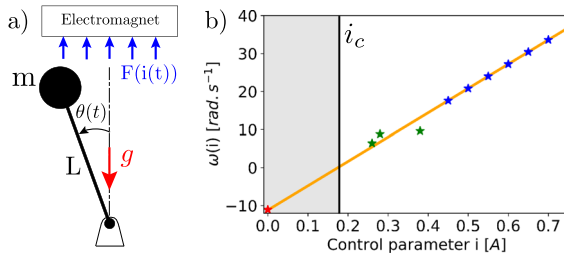 a)
Electromagnet
F(i(t))
m
θ(t)
L
g
b)
i_c
ω(i) [rad.s⁻¹]
40
30
20
10
0
−10
0.0 0.1 0.2 0.3 0.4 0.5 0.6 0.7
Control parameter i [A]